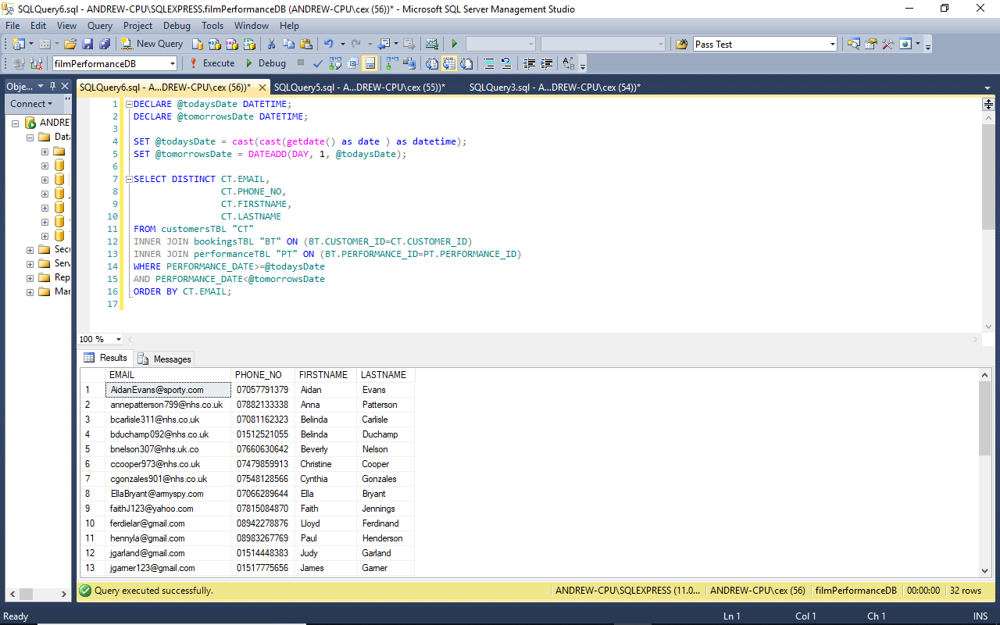 SQLQuery6.sql - ANDREW-CPU\SQLEXPRESS.filmPerformanceDB (ANDREW-CPU\cex (56))* - Microsoft SQL Server Management Studio
File Edit View Query Project Debug Tools Window Help
New Query Pass Test
filmPerformanceDB Execute Debug
Obje... SQLQuery6.sql - A...DREW-CPU\cex (56))* SQLQuery5.sql - A...DREW-CPU\cex (55))* SQLQuery3.sql - A...DREW-CPU\cex (54))*
Connect
ANDRE
Data
Secu
Serv
Rep
Mar
1 DECLARE @todaysDate DATETIME;
2 DECLARE @tomorrowsDate DATETIME;
3
4 SET @todaysDate = cast(cast(getdate() as date ) as datetime);
5 SET @tomorrowsDate = DATEADD(DAY, 1, @todaysDate);
6
7 SELECT DISTINCT CT.EMAIL,
8 CT.PHONE_NO,
9 CT.FIRSTNAME,
10 CT.LASTNAME
11 FROM customersTBL "CT"
12 INNER JOIN bookingsTBL "BT" ON (BT.CUSTOMER_ID=CT.CUSTOMER_ID)
13 INNER JOIN performanceTBL "PT" ON (BT.PERFORMANCE_ID=PT.PERFORMANCE_ID)
14 WHERE PERFORMANCE_DATE>=@todaysDate
15 AND PERFORMANCE_DATE<@tomorrowsDate
16 ORDER BY CT.EMAIL;
17
100 %
Results Messages
EMAIL PHONE_NO FIRSTNAME LASTNAME
1 AidanEvans@sporty.com 07057791379 Aidan Evans
2 annepatterson799@nhs.co.uk 07882133338 Anna Patterson
3 bcarlisle311@nhs.co.uk 07081162323 Belinda Carlisle
4 bduchamp092@nhs.co.uk 01512521055 Belinda Duchamp
5 bnelson307@nhs.uk.co 07660630642 Beverly Nelson
6 ccooper973@nhs.co.uk 07479859913 Christine Cooper
7 cgonzales901@nhs.co.uk 07548128566 Cynthia Gonzales
8 EllaBryant@armyspy.com 07066289644 Ella Bryant
9 faithJ123@yahoo.com 07815084870 Faith Jennings
10 ferdielar@gmail.com 08942278876 Lloyd Ferdinand
11 hennyla@gmail.com 08983267769 Paul Henderson
12 jgarland@gmail.com 01514448383 Judy Garland
13 jgarner123@gmail.com 01517775656 James Garner
Query executed successfully. ANDREW-CPU\SQLEXPRESS (11.0... ANDREW-CPU\cex (56) filmPerformanceDB 00:00:00 32 rows
Ready Ln 1 Col 1 Ch 1 INS